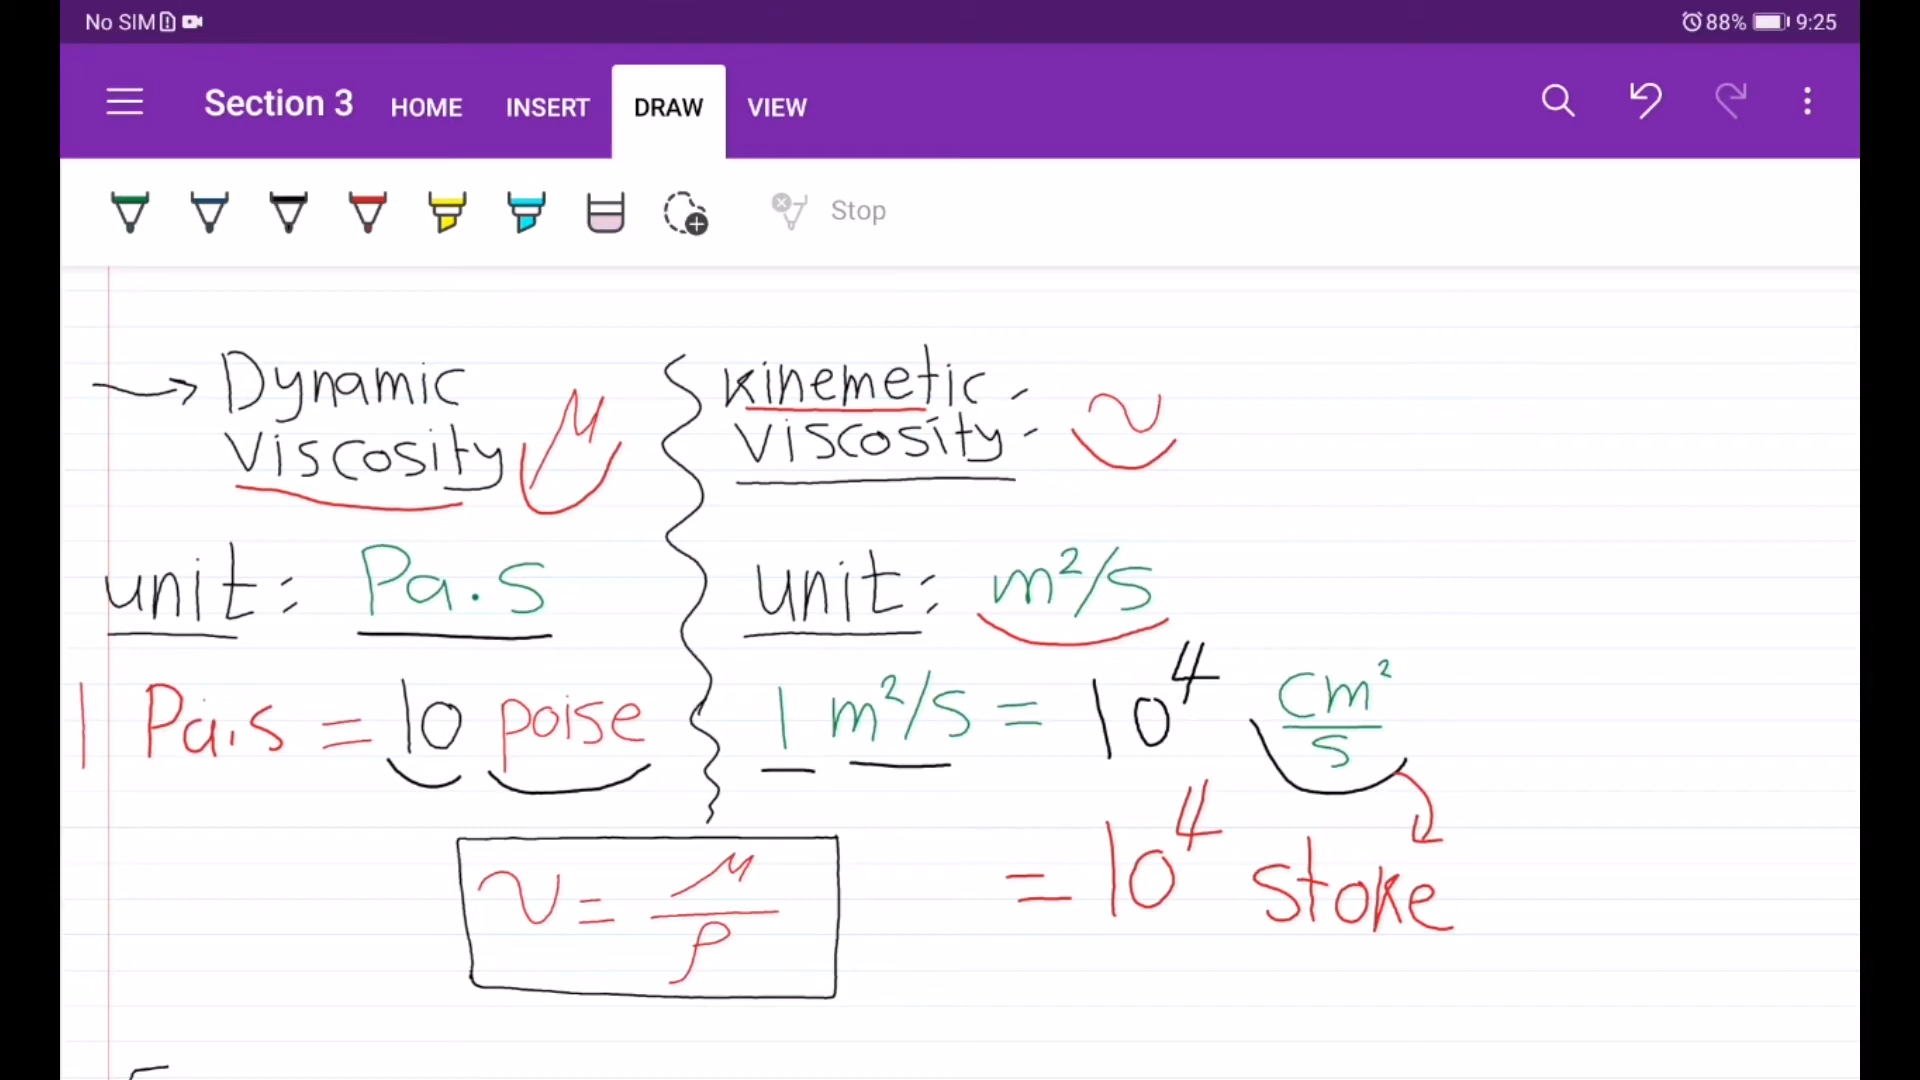 No SIM
88% 9:25
Section 3 HOME INSERT DRAW VIEW
Stop
→ Dynamic
Viscosity μ
unit: Pa.s
1 Pa.s = 10 poise
kinemetic
viscosity ν
unit: m²/s
1 m²/s = 10⁴ cm²/s
= 10⁴ stoke
ν = μ/ρ